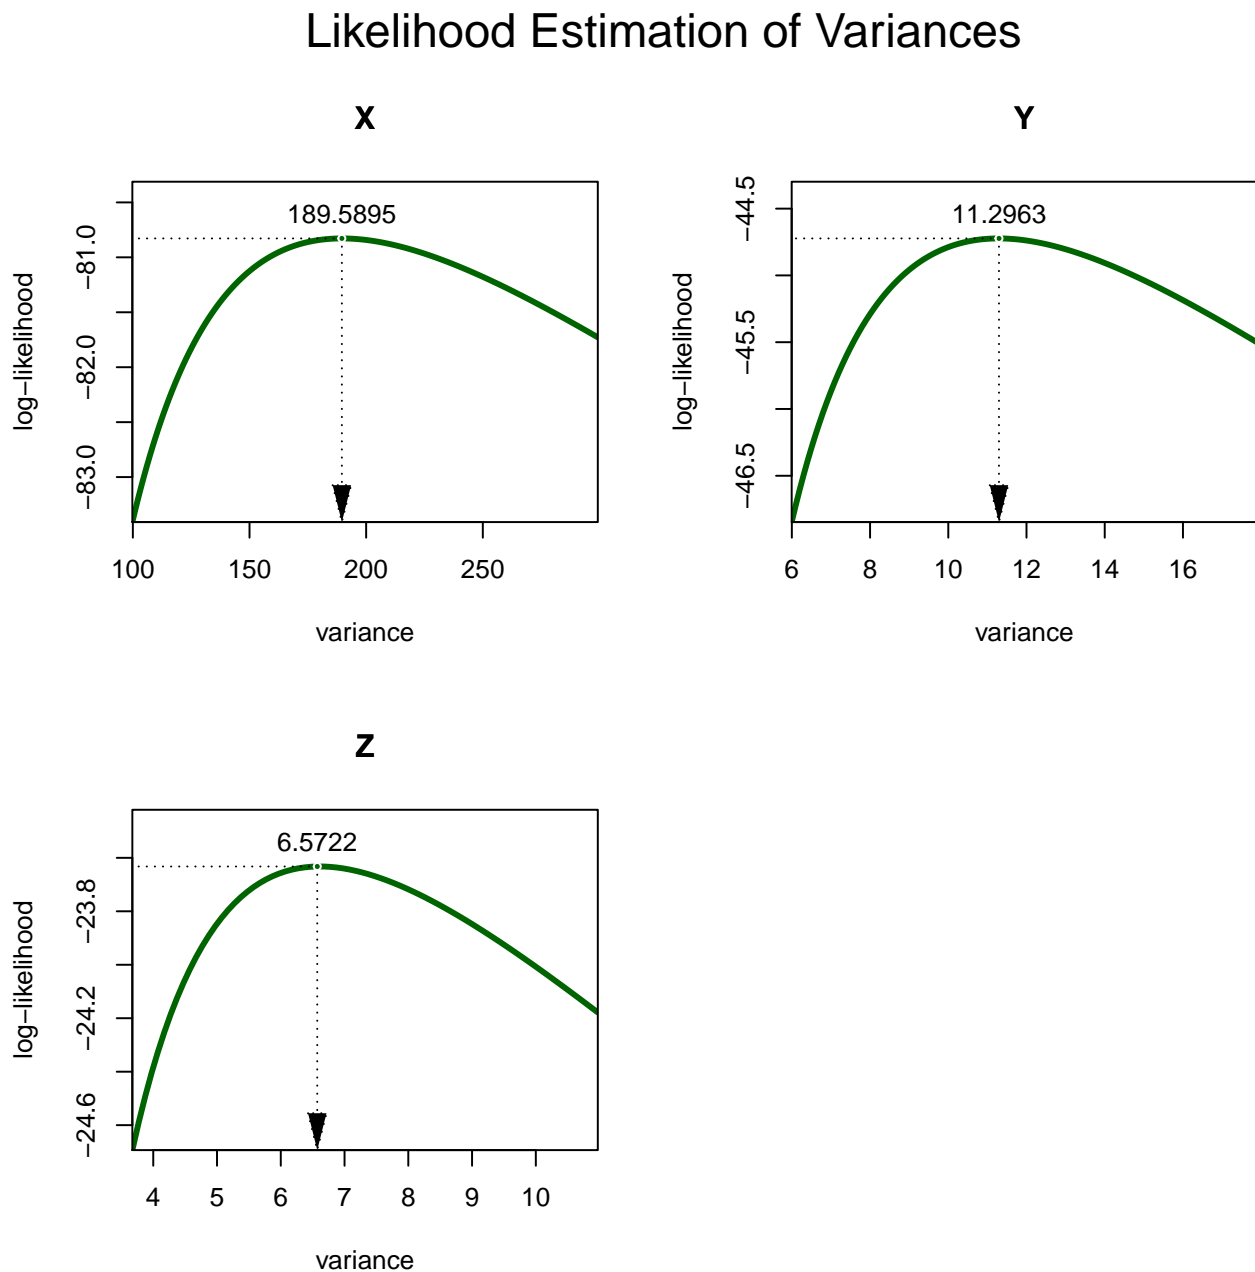 Likelihood Estimation of Variances
X
189.5895
−81.0
−82.0
−83.0
log−likelihood
100 150 200 250
variance
Y
11.2963
−44.5
−45.5
−46.5
log−likelihood
6 8 10 12 14 16
variance
Z
6.5722
−23.8
−24.2
−24.6
log−likelihood
4 5 6 7 8 9 10
variance